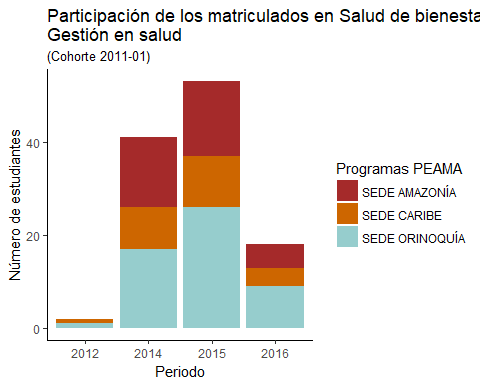 Participación de los matriculados en Salud de bienesta
Gestión en salud
(Cohorte 2011-01)
Número de estudiantes
40
20
0
2012
2014
2015
2016
Periodo
Programas PEAMA
SEDE AMAZONÍA
SEDE CARIBE
SEDE ORINOQUÍA